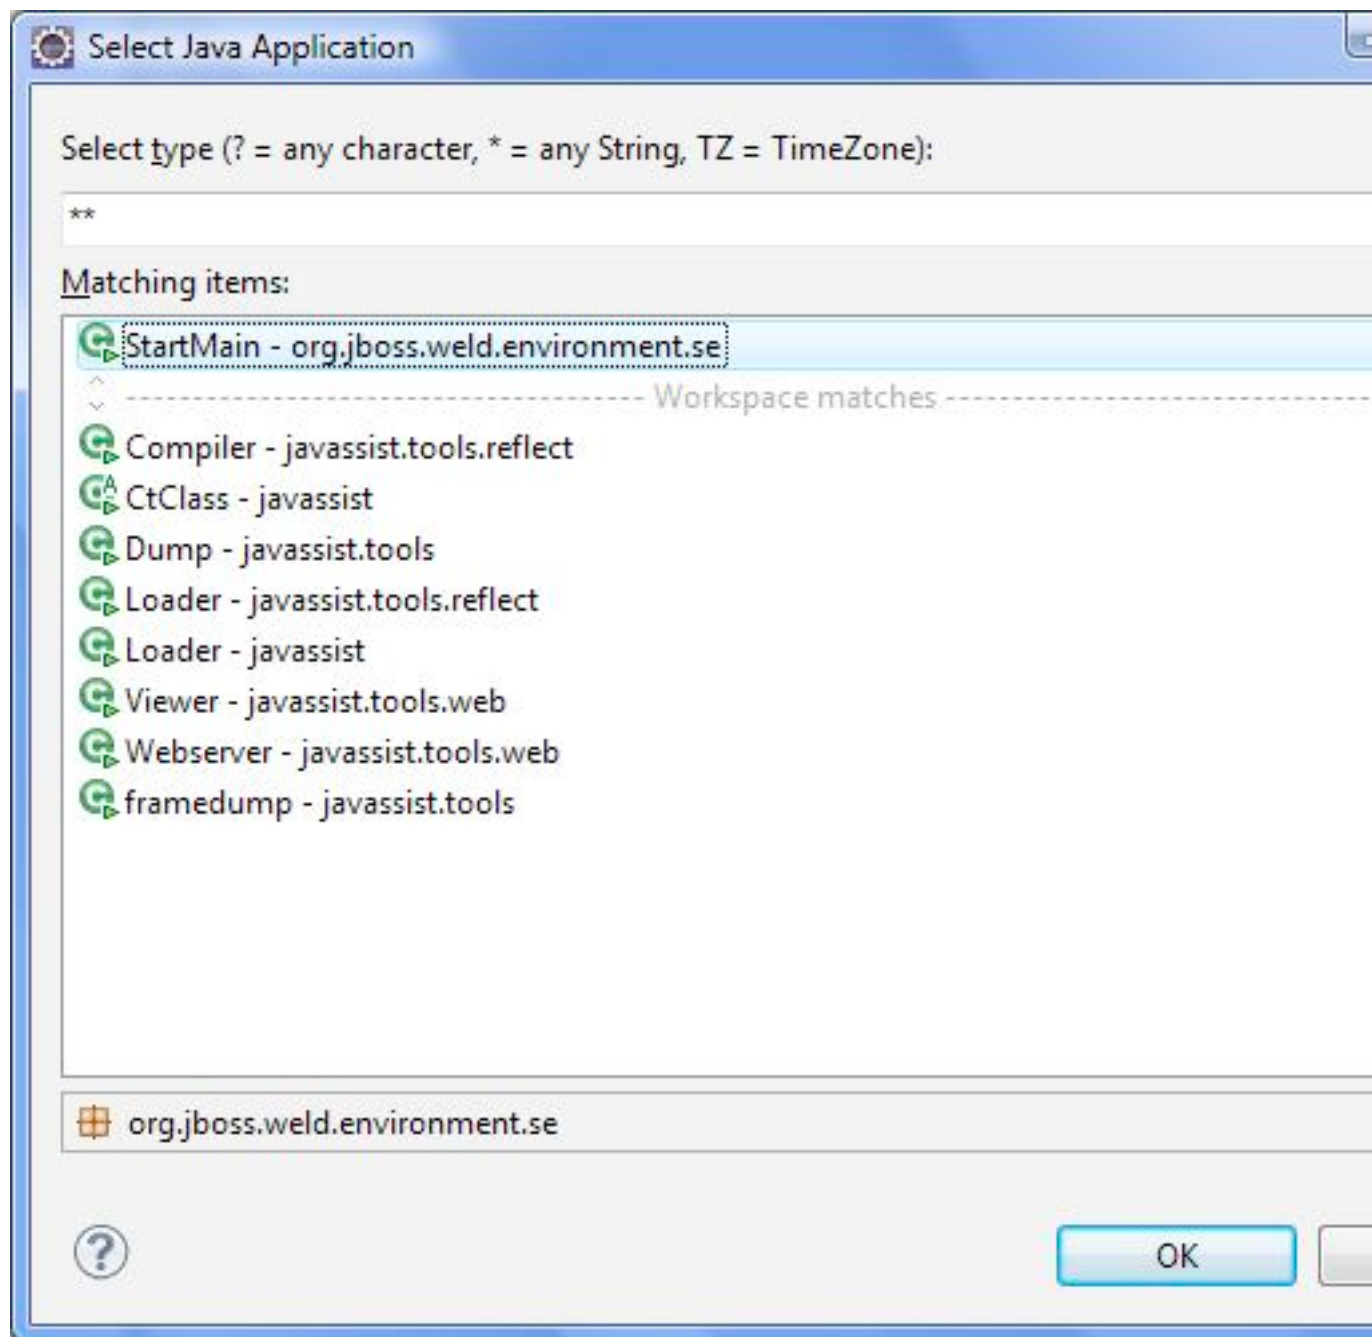 Select Java Application
Select type (? = any character, * = any String, TZ = TimeZone):
**
Matching items:
StartMain - org.jboss.weld.environment.se
Workspace matches
Compiler - javassist.tools.reflect
CtClass - javassist
Dump - javassist.tools
Loader - javassist.tools.reflect
Loader - javassist
Viewer - javassist.tools.web
Webserver - javassist.tools.web
framedump - javassist.tools
org.jboss.weld.environment.se
OK